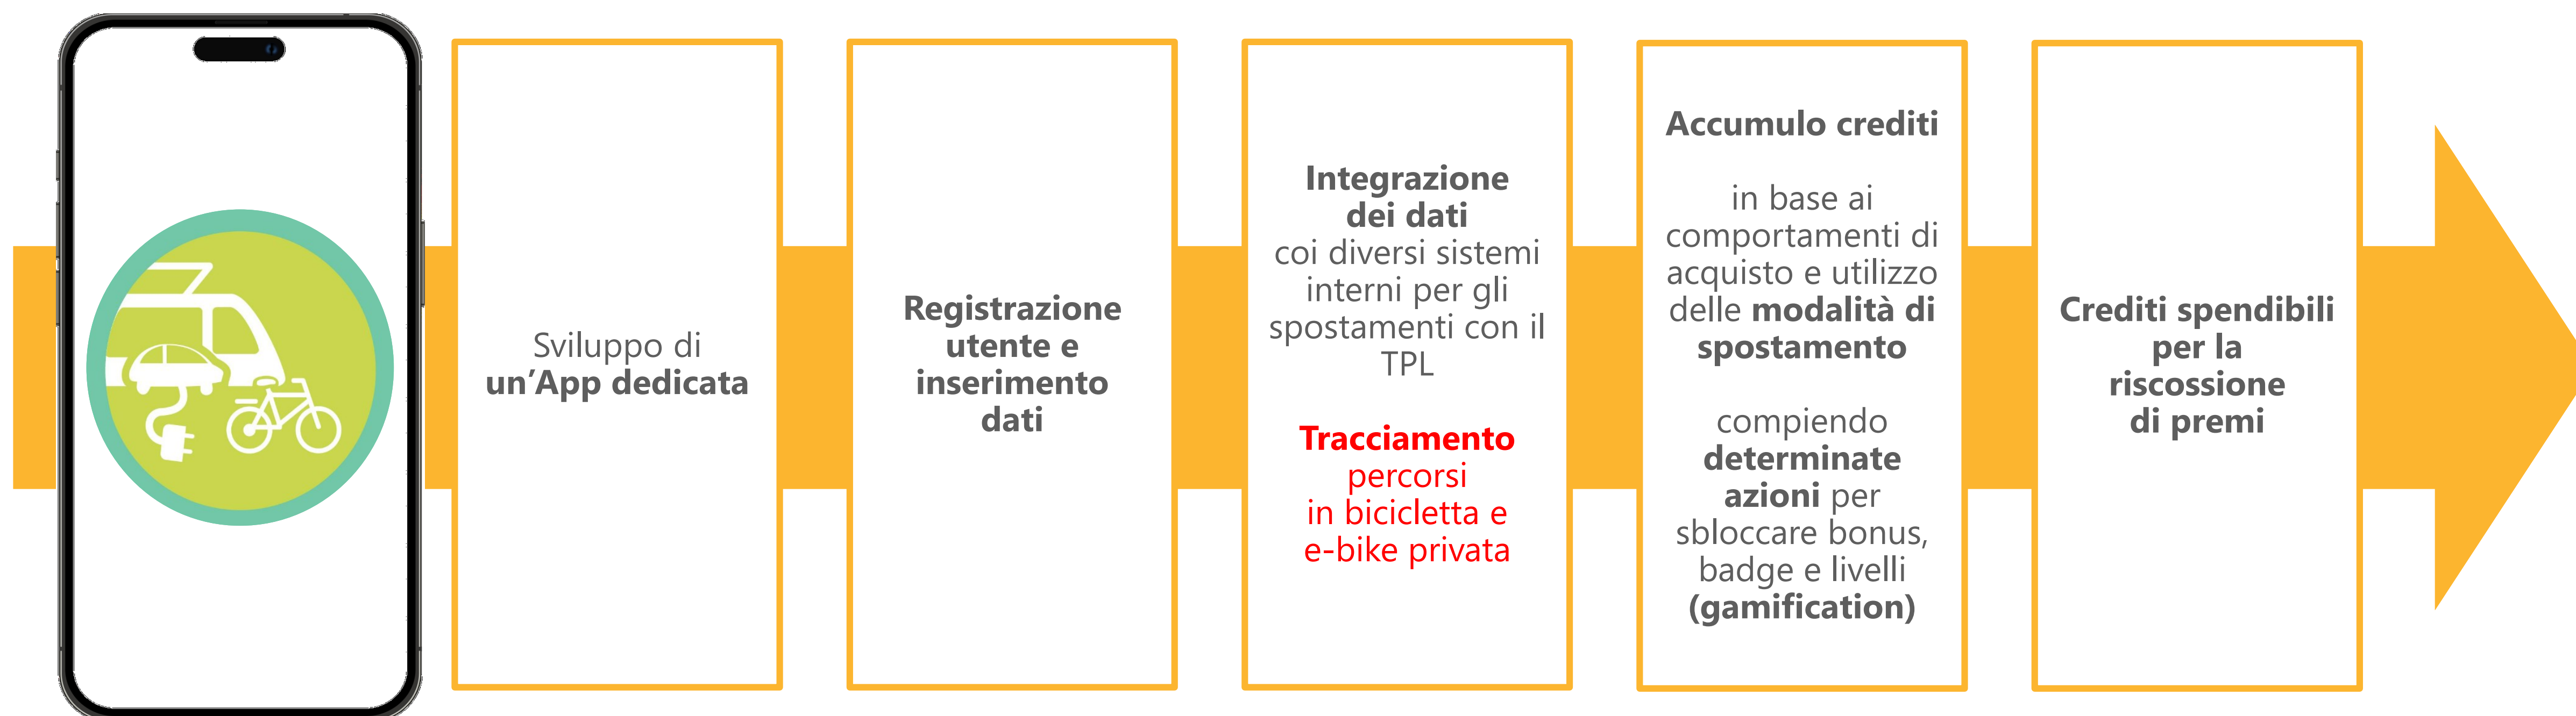 Sviluppo di
un’App dedicata
Registrazione
utente e
inserimento
dati
Integrazione
dei dati
coi diversi sistemi
interni per gli
spostamenti con il
TPL
Tracciamento
percorsi
in bicicletta e
e-bike privata
Accumulo crediti
in base ai
comportamenti di
acquisto e utilizzo
delle modalità di
spostamento
compiendo
determinate
azioni per
sbloccare bonus,
badge e livelli
(gamification)
Crediti spendibili
per la
riscossione
di premi